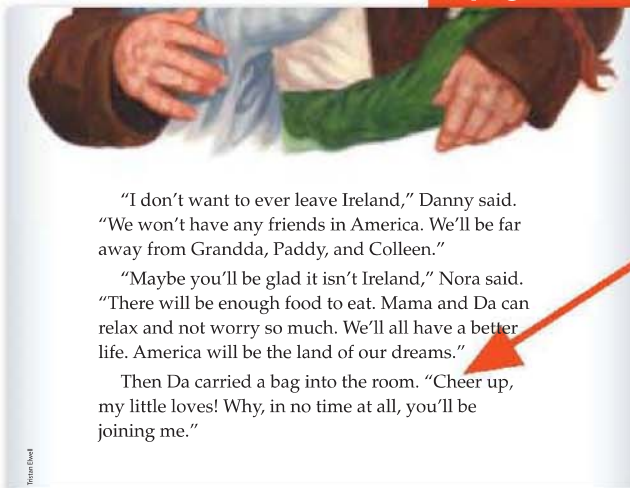 “I don’t want to ever leave Ireland,” Danny said.
“We won’t have any friends in America. We’ll be far
away from Grandda, Paddy, and Colleen.”
“Maybe you’ll be glad it isn’t Ireland,” Nora said.
“There will be enough food to eat. Mama and Da can
relax and not worry so much. We’ll all have a better
life. America will be the land of our dreams.”
Then Da carried a bag into the room. “Cheer up,
my little loves! Why, in no time at all, you’ll be
joining me.”
Tristan Elwell